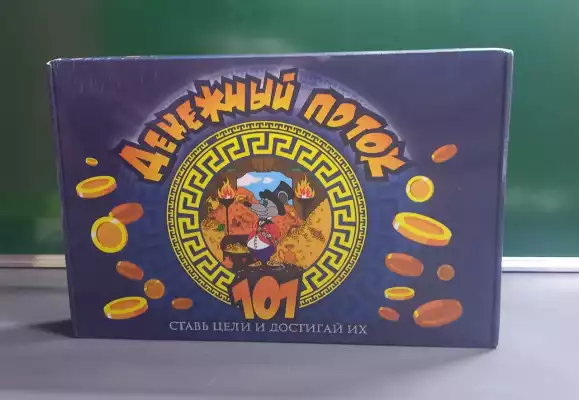 ДЕНЕЖНЫЙ ПОТОК
101
СТАВЬ ЦЕЛИ И ДОСТИГАЙ ИХ